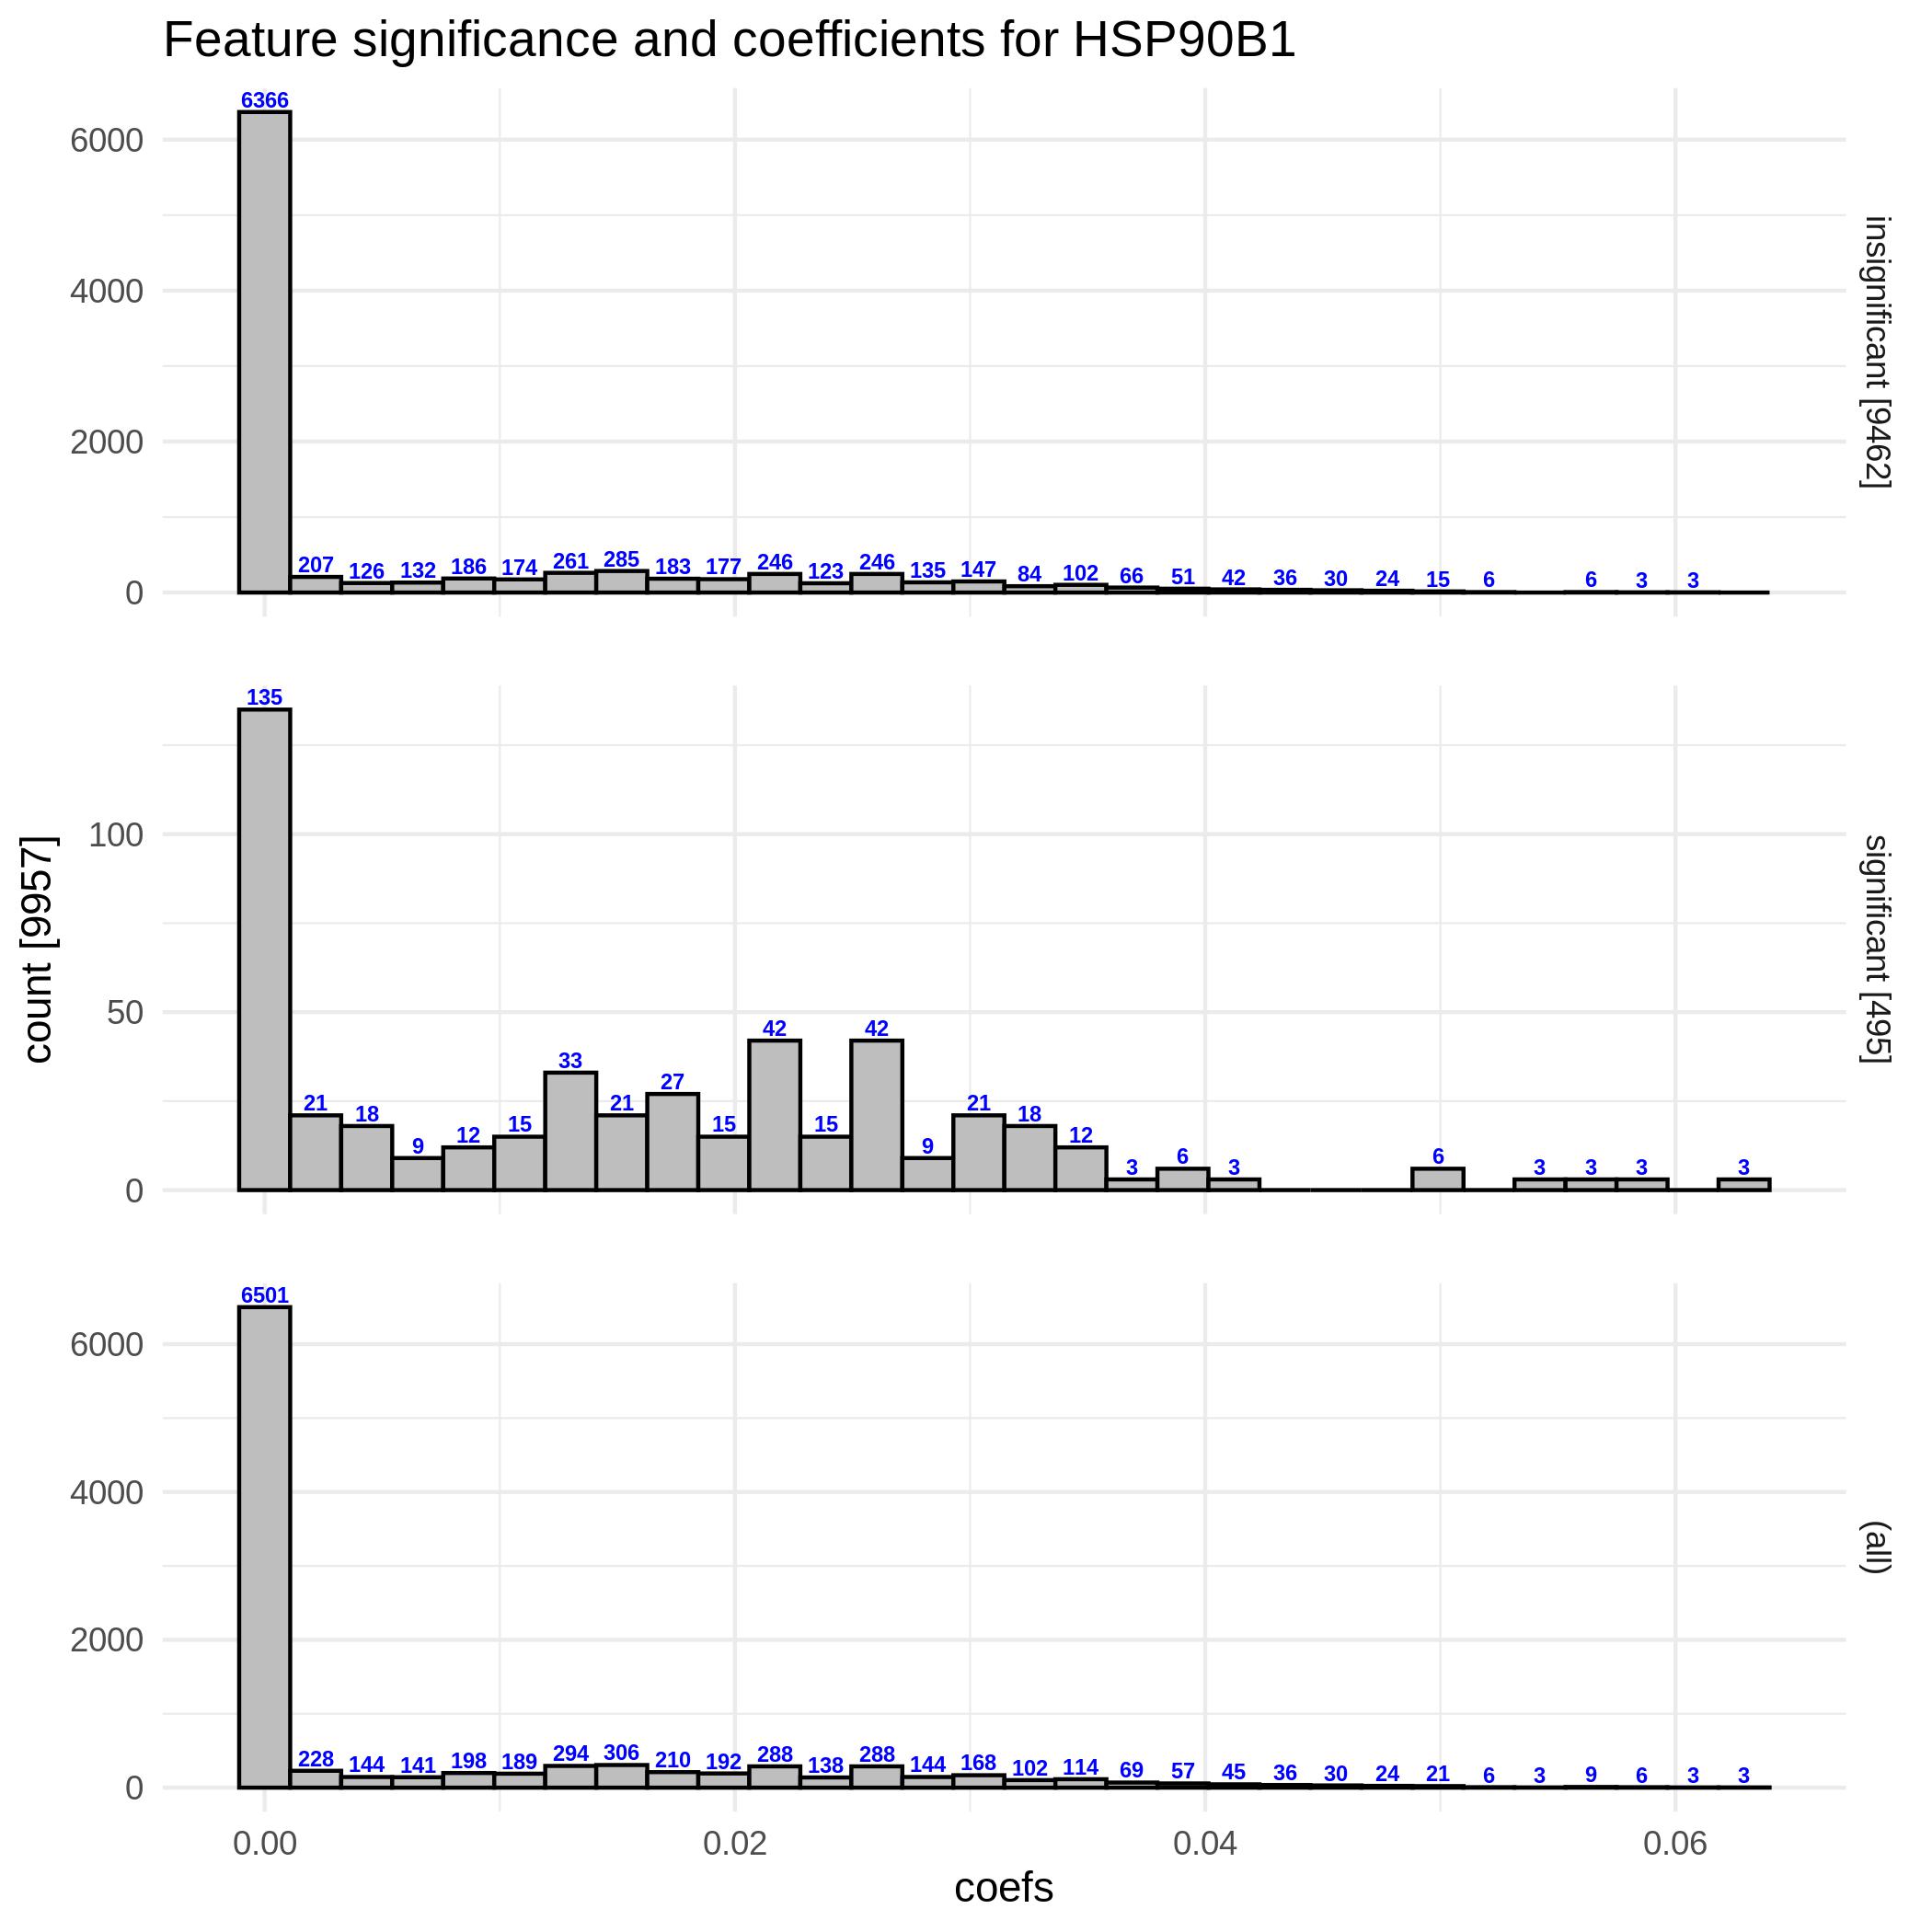 Feature significance and coefficients for HSP90B1
6366
6000
4000
2000
207 126 132 186 174 261 285 183 177 246 123 246 135 147 84 102 66 51 42 36 30 24 15 6 6 3 3
0
insignificant [9462]
135
100
50
42 42
33
27
21 18 9 12 15 21 15 15 9 21 18 12 3 6 3 6 3 3 3 3
0
significant [495]
count [9957]
6501
6000
4000
2000
228 144 141 198 189 294 306 210 192 288 138 288 144 168 102 114 69 57 45 36 30 24 21 6 3 9 6 3 3
0
(all)
0.00 0.02 0.04 0.06
coefs